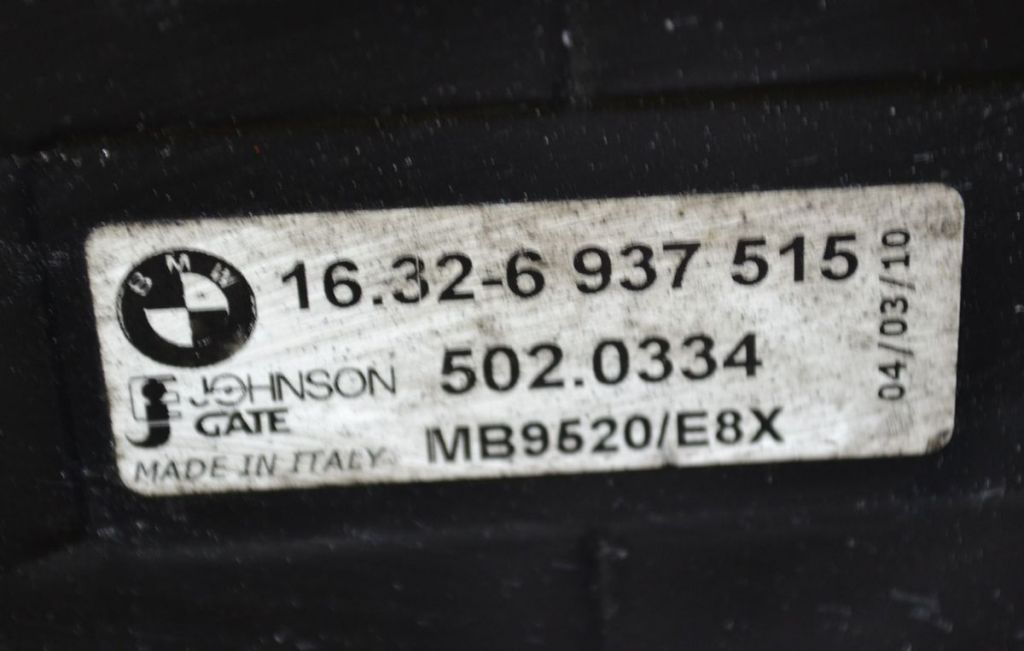 BMW
16.32-6 937 515
04/03/10
JOHNSON
GATE
502.0334
MADE IN ITALY
MB9520/E8X